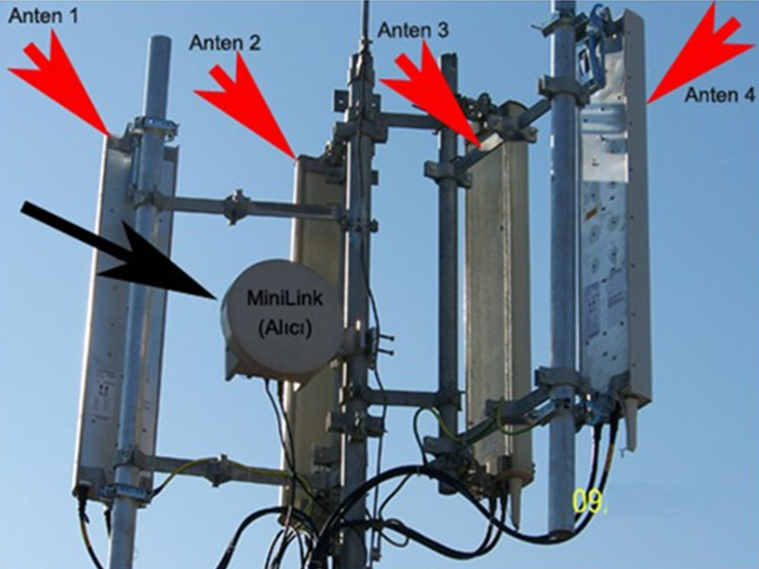 Anten 1
Anten 2
Anten 3
Anten 4
MiniLink
(Alıcı)
09.